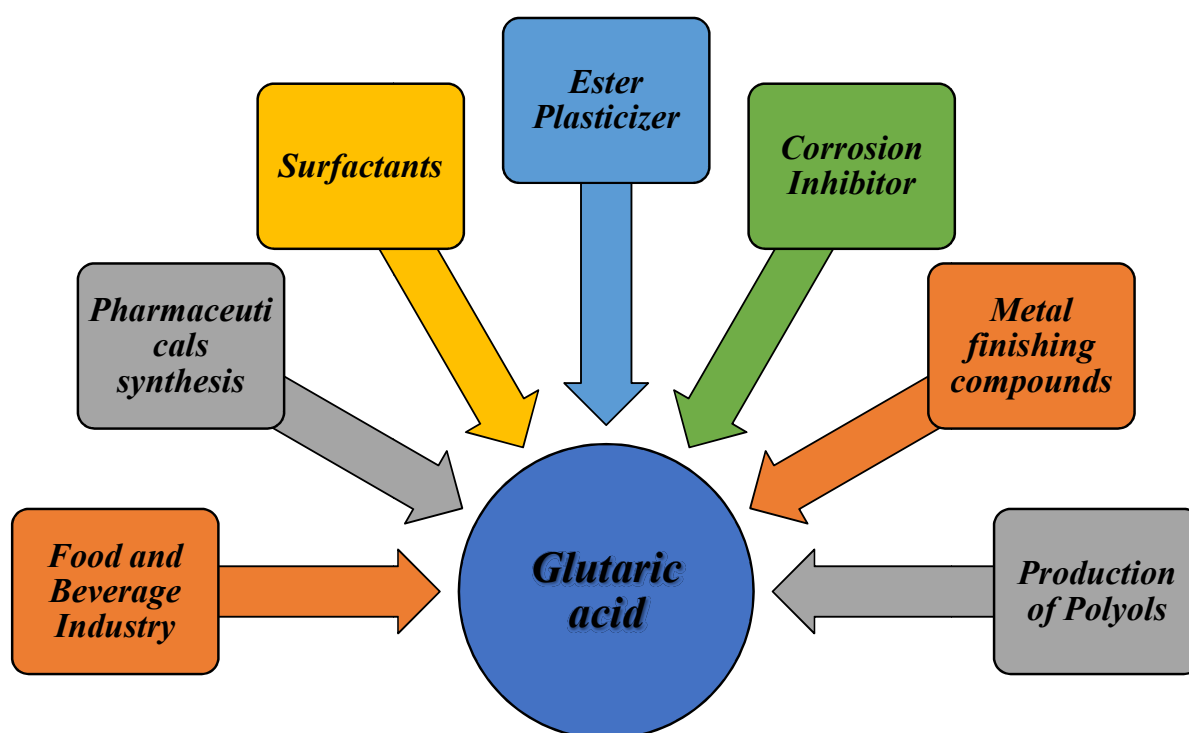 Ester
Plasticizer
Surfactants
Corrosion
Inhibitor
Pharmaceuti
cals
synthesis
Metal
finishing
compounds
Food and
Beverage
Industry
Glutaric
acid
Production
of Polyols